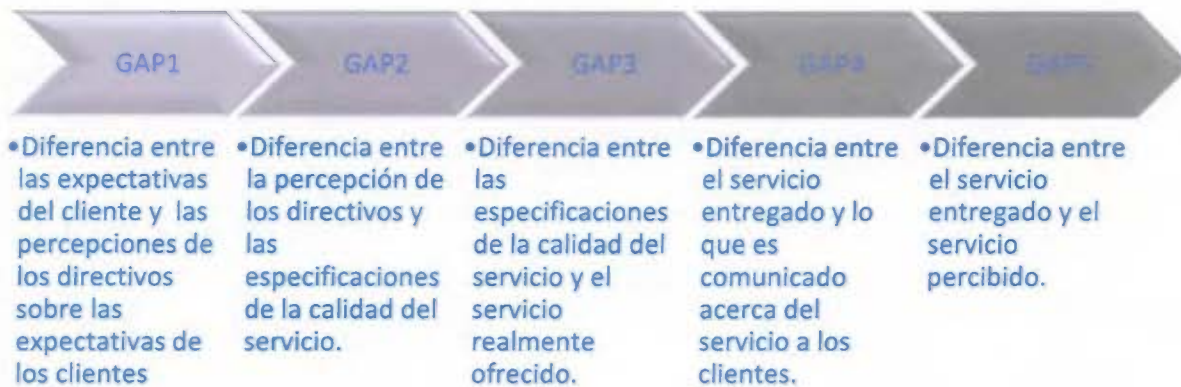 GAP1
•Diferencia entre
las expectativas
del cliente y las
percepciones de
los directivos
sobre las
expectativas de
los clientes
GAP2
•Diferencia entre
la percepción de
los directivos y
las
especificaciones
de la calidad del
servicio.
GAP3
•Diferencia entre
las
especificaciones
de la calidad del
servicio y el
servicio
realmente
ofrecido.
GAP4
•Diferencia entre
el servicio
entregado y lo
que es
comunicado
acerca del
servicio a los
clientes.
GAP5
•Diferencia entre
el servicio
entregado y el
servicio
percibido.